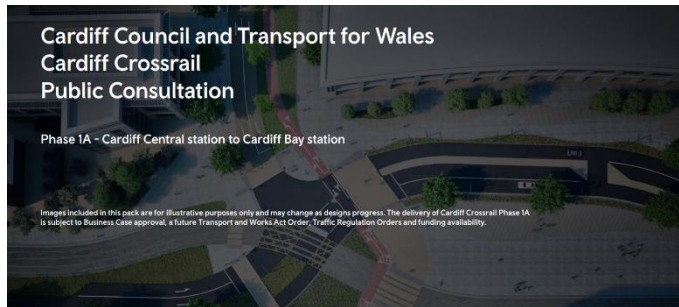 Cardiff Council and Transport for Wales
Cardiff Crossrail
Public Consultation
Phase 1A - Cardiff Central station to Cardiff Bay station
Images included in this pack are for illustrative purposes only and may change as designs progress. The delivery of Cardiff Crossrail Phase 1A
is subject to Business Case approval, a future Transport and Works Act Order, Traffic Regulation Orders and funding availability.